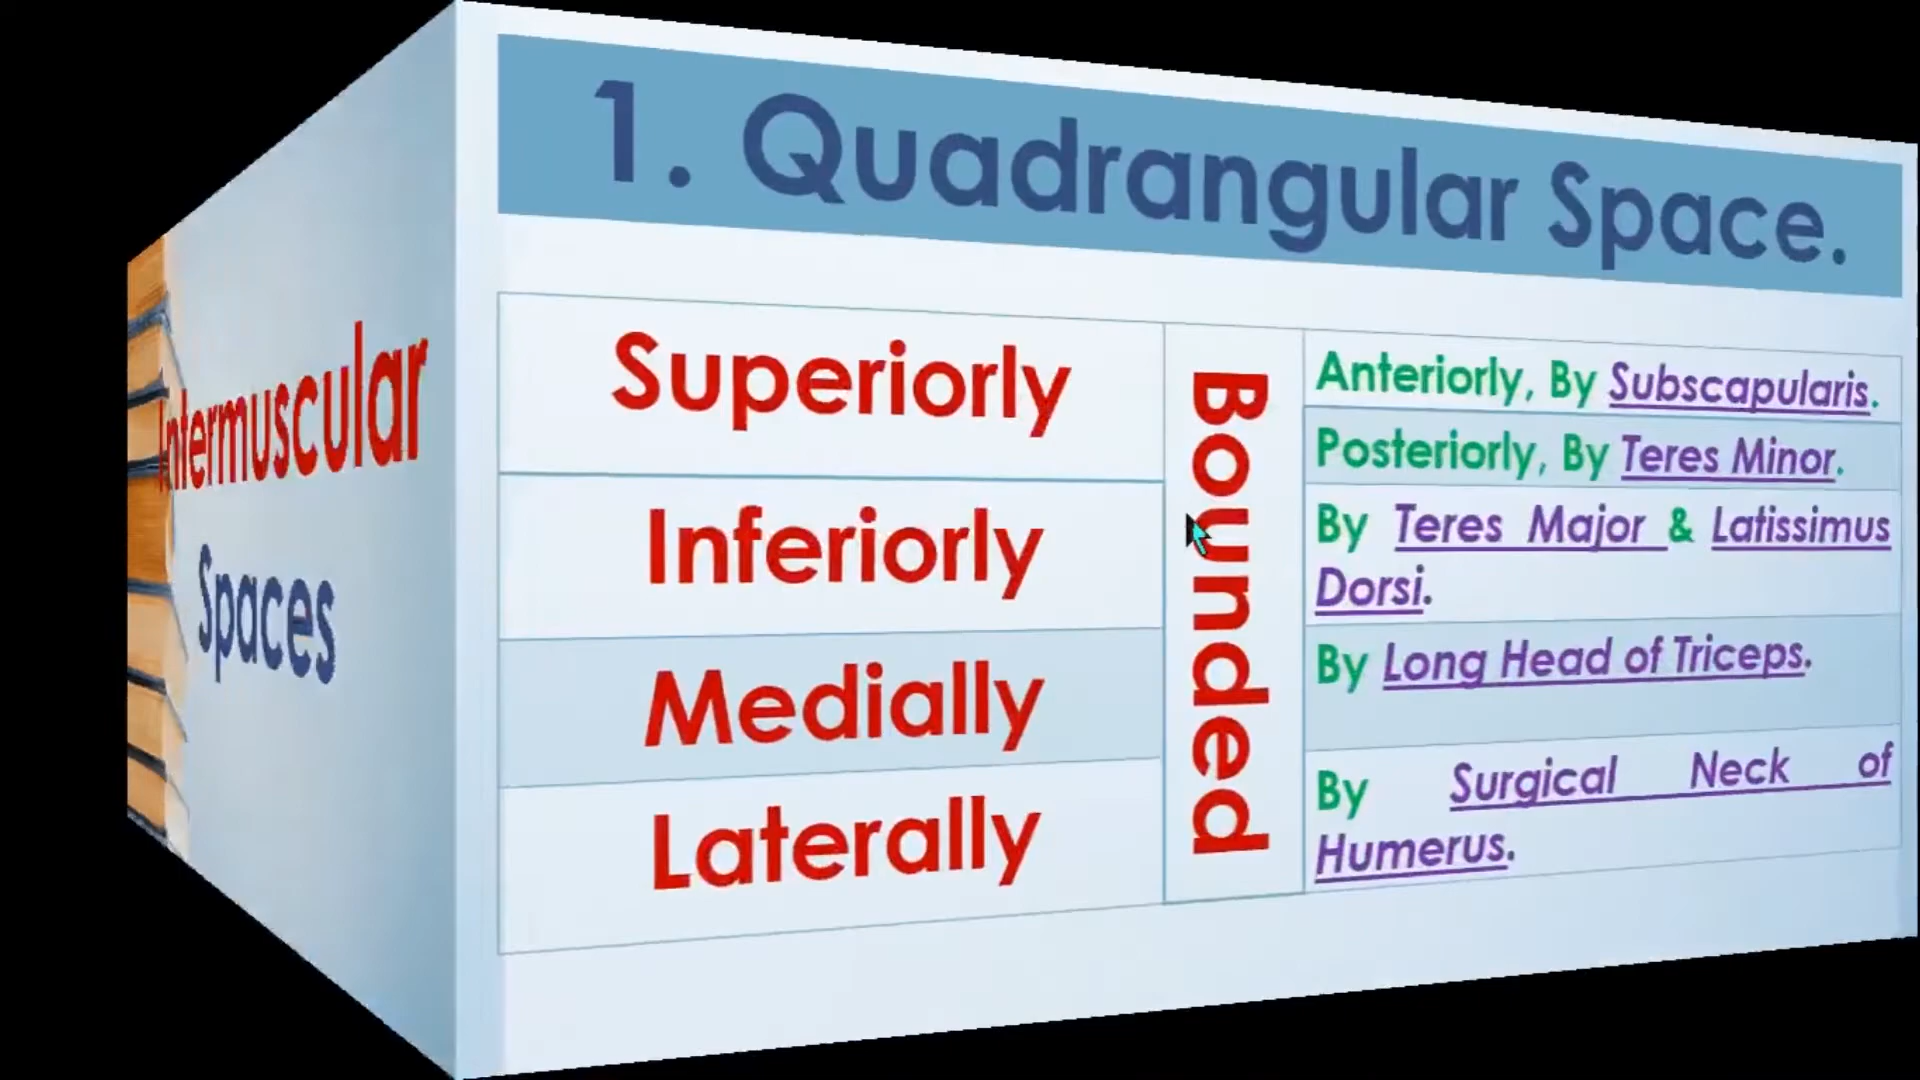 Intermuscular
Spaces
1. Quadrangular Space.
Superiorly
Inferiorly
Medially
Laterally
Bounded
Anteriorly, By Subscapularis.
Posteriorly, By Teres Minor.
By Teres Major & Latissimus
Dorsi.
By Long Head of Triceps.
By Surgical Neck of
Humerus.